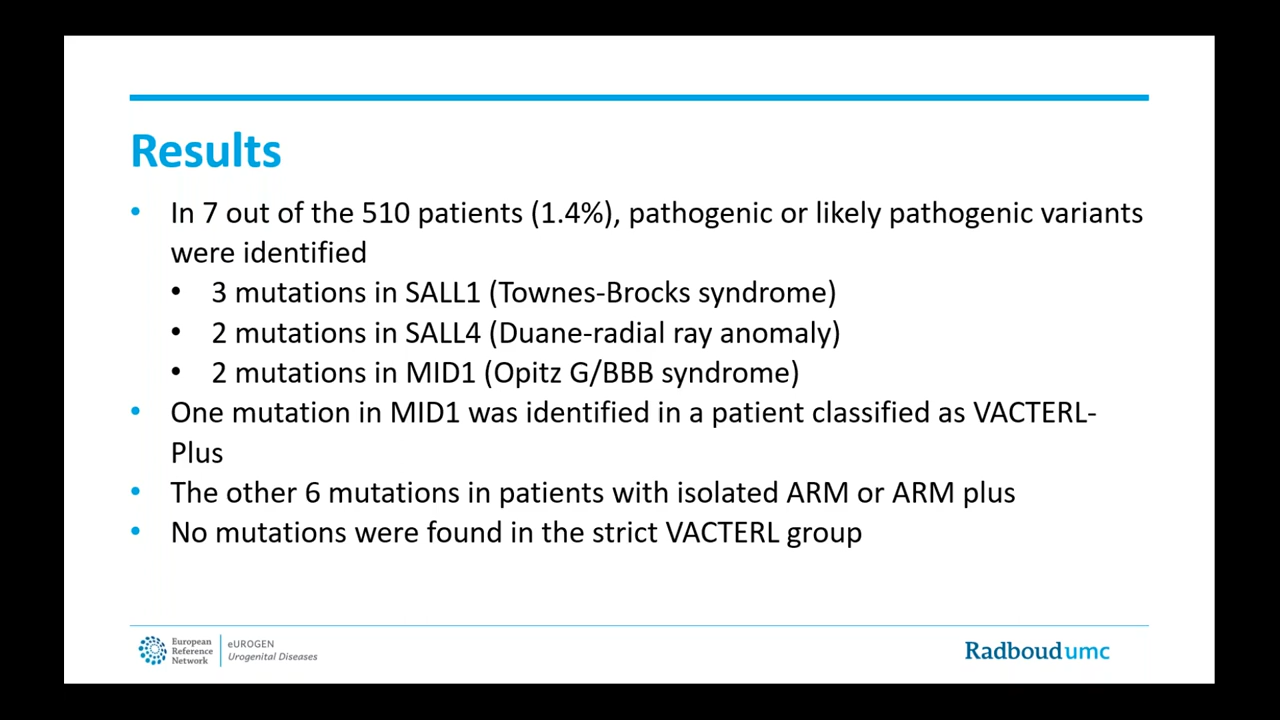 Results
• In 7 out of the 510 patients (1.4%), pathogenic or likely pathogenic variants
were identified
• 3 mutations in SALL1 (Townes-Brocks syndrome)
• 2 mutations in SALL4 (Duane-radial ray anomaly)
• 2 mutations in MID1 (Opitz G/BBB syndrome)
• One mutation in MID1 was identified in a patient classified as VACTERL-
Plus
• The other 6 mutations in patients with isolated ARM or ARM plus
• No mutations were found in the strict VACTERL group
European
Reference
Network
eUROGEN
Urogenital Diseases
Radboudumc